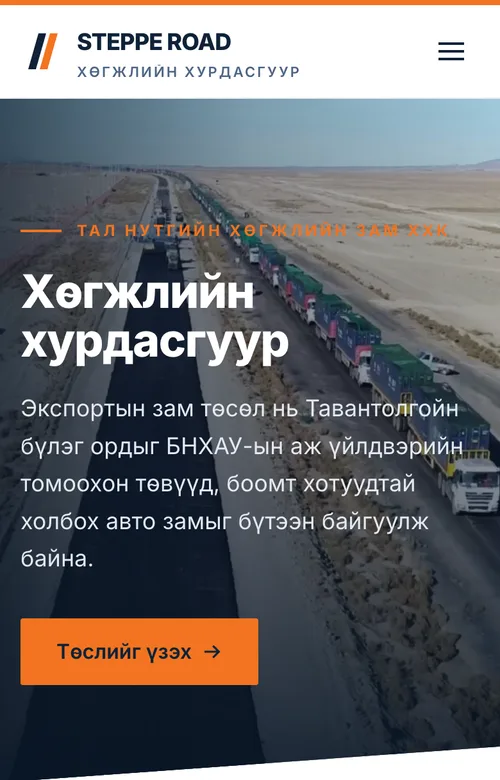 STEPPE ROAD
ХӨГЖЛИЙН ХУРДАСГУУР
ТАЛ НУТГИЙН ХӨГЖЛИЙН ЗАМ ХХК
Хөгжлийн
хурдасгуур
Экспортын зам төсөл нь Тавантолгойн
бүлэг ордыг БНХАУ-ын аж үйлдвэрийн
томоохон төвүүд, боомт хотуудтай
холбох авто замыг бүтээн байгуулж
байна.
Төслийг үзэх →